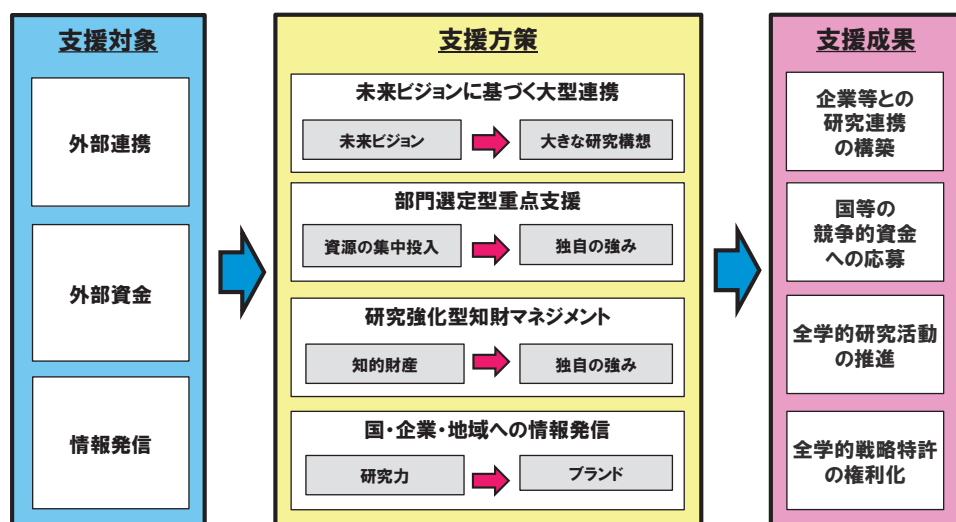 支援対象
外部連携
外部資金
情報発信
支援方策
未来ビジョンに基づく大型連携
未来ビジョン
大きな研究構想
部門選定型重点支援
資源の集中投入
独自の強み
研究強化型知財マネジメント
知的財産
独自の強み
国・企業・地域への情報発信
研究力
ブランド
支援成果
企業等との
研究連携
の構築
国等の
競争的資金
への応募
全学的研究活動
の推進
全学的戦略特許
の権利化